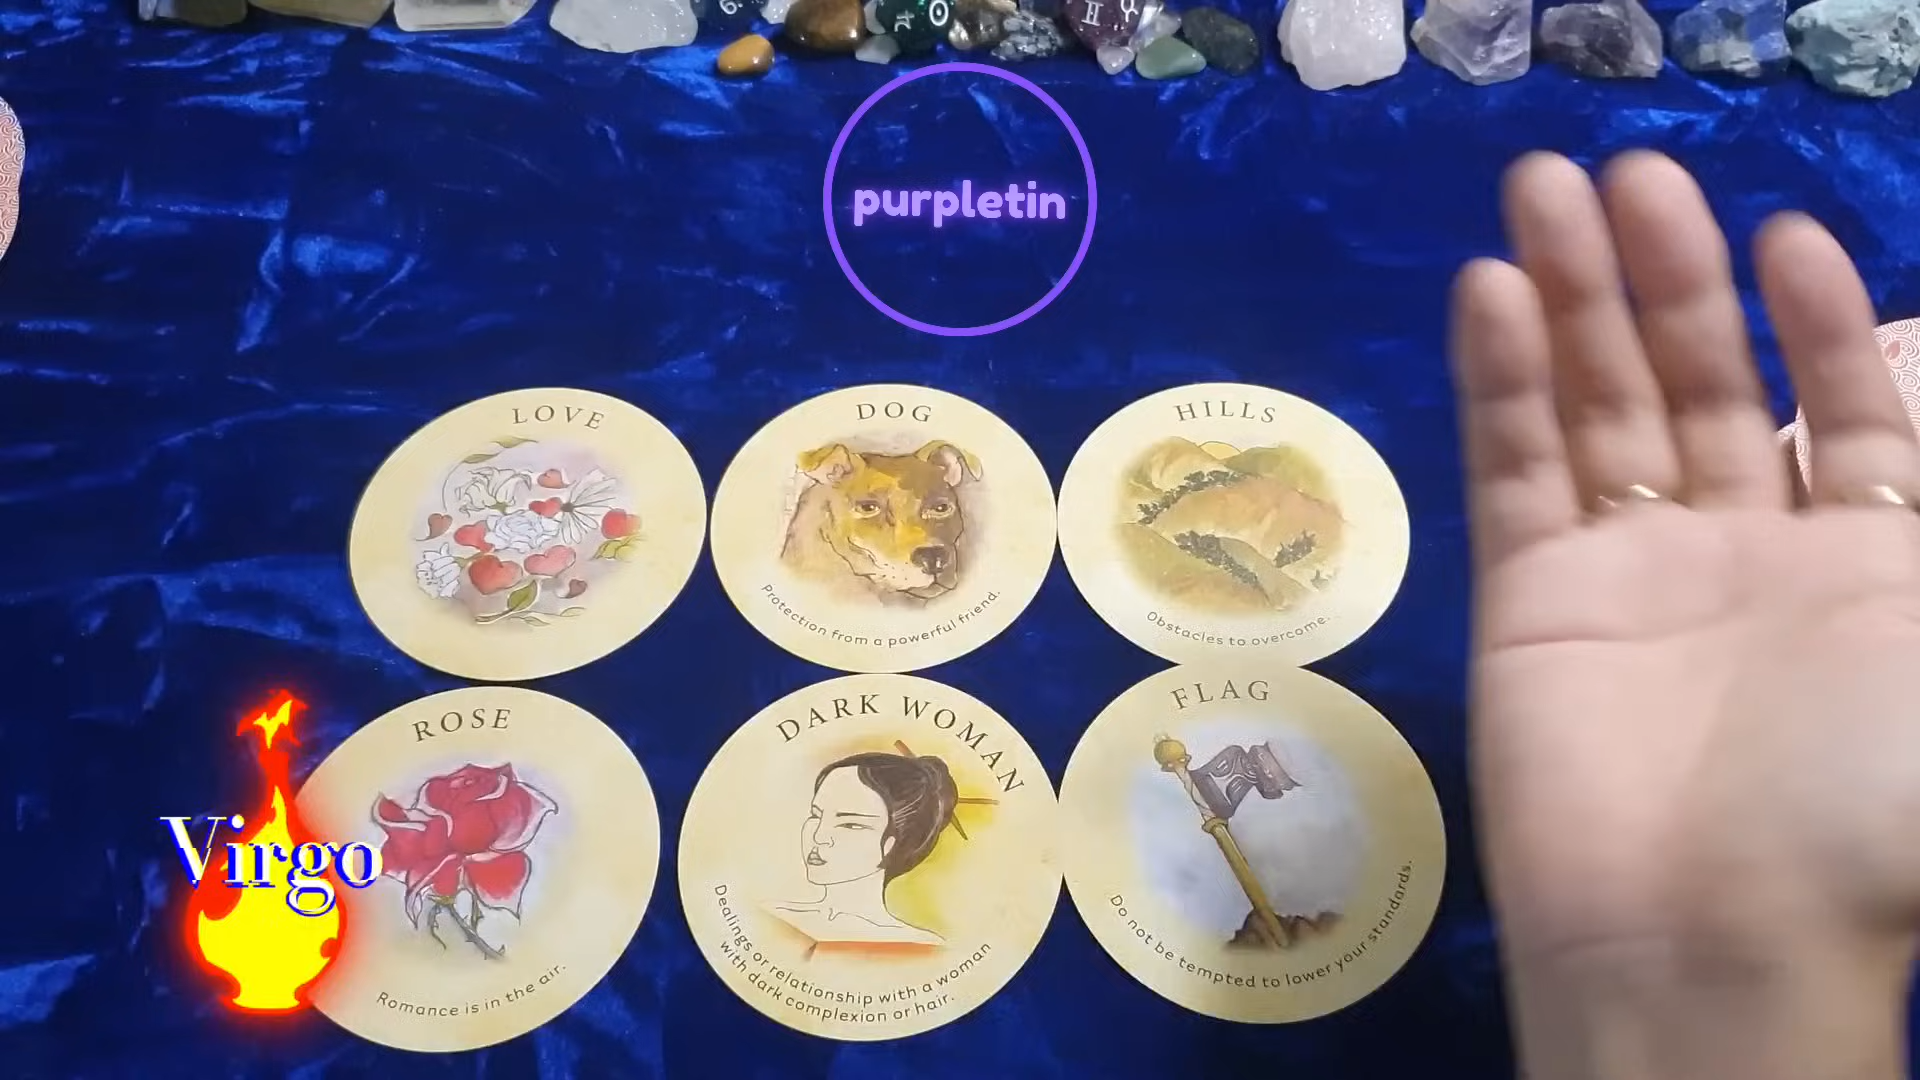 purpletin
LOVE
DOG
Protection from a powerful friend.
HILLS
Obstacles to overcome.
ROSE
Romance is in the air.
DARK WOMAN
Dealings or relationship with a woman
with dark complexion or hair.
FLAG
Do not be tempted to lower your standards.
Virgo